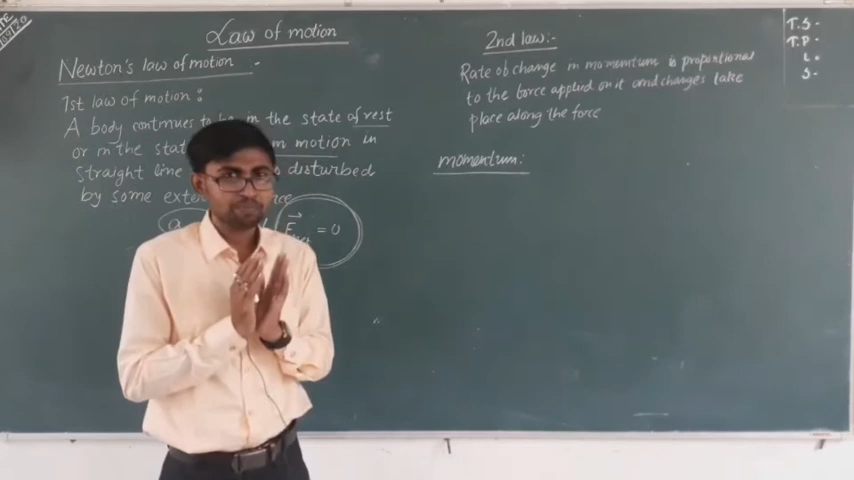 Law of motion
Newton's law of motion -
1st law of motion :
A body continues to be in the state of rest
or in the stat m motion in
straight line disturbed
by some exte ce
a F = 0
2nd law:-
Rate of change in momentum is proportional
to the force applied on it and changes take
place along the force
momentum:-
T.S-
T.P-
L-
S-